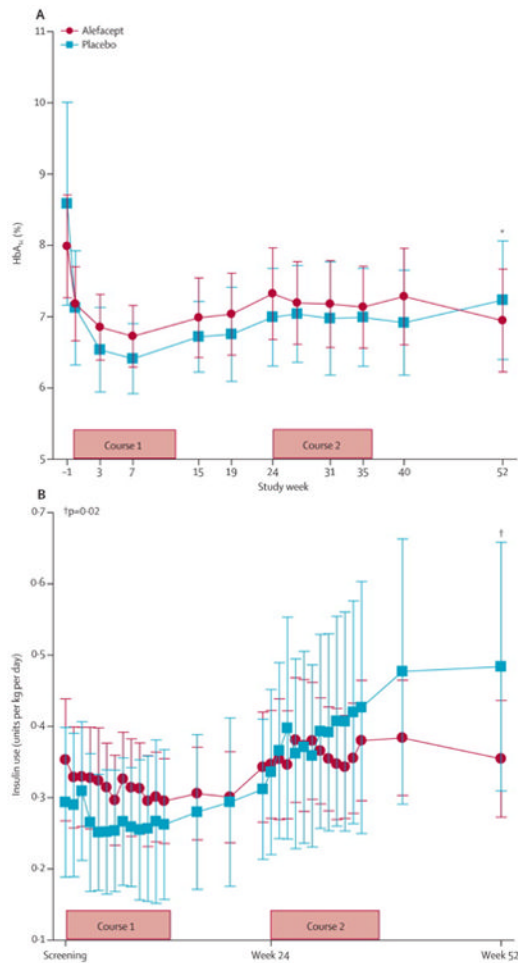 A
11
Alefacept
Placebo
10
9
8
7
6
5
HbA1c (%)
*
Course 1
Course 2
-1 3 7 15 19 24 31 35 40 52
Study week
B
0·7
†p=0·02
†
0·6
0·5
0·4
0·3
0·2
0·1
Insulin use (units per kg per day)
Course 1
Course 2
Screening Week 24 Week 52